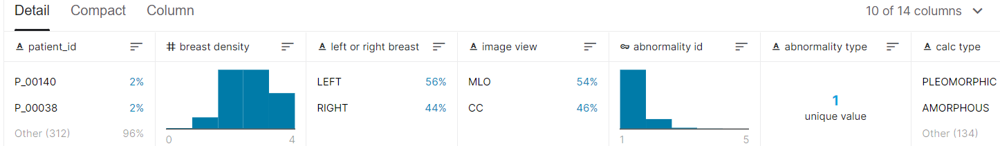 Detail Compact Column 10 of 14 columns
patient_id # breast density left or right breast image view abnormality id abnormality type calc type
P_00140 2% LEFT 56% MLO 54% PLEOMORPHIC
1
P_00038 2% RIGHT 44% CC 46% AMORPHOUS
unique value
Other (312) 96% Other (134)
0 4 1 5